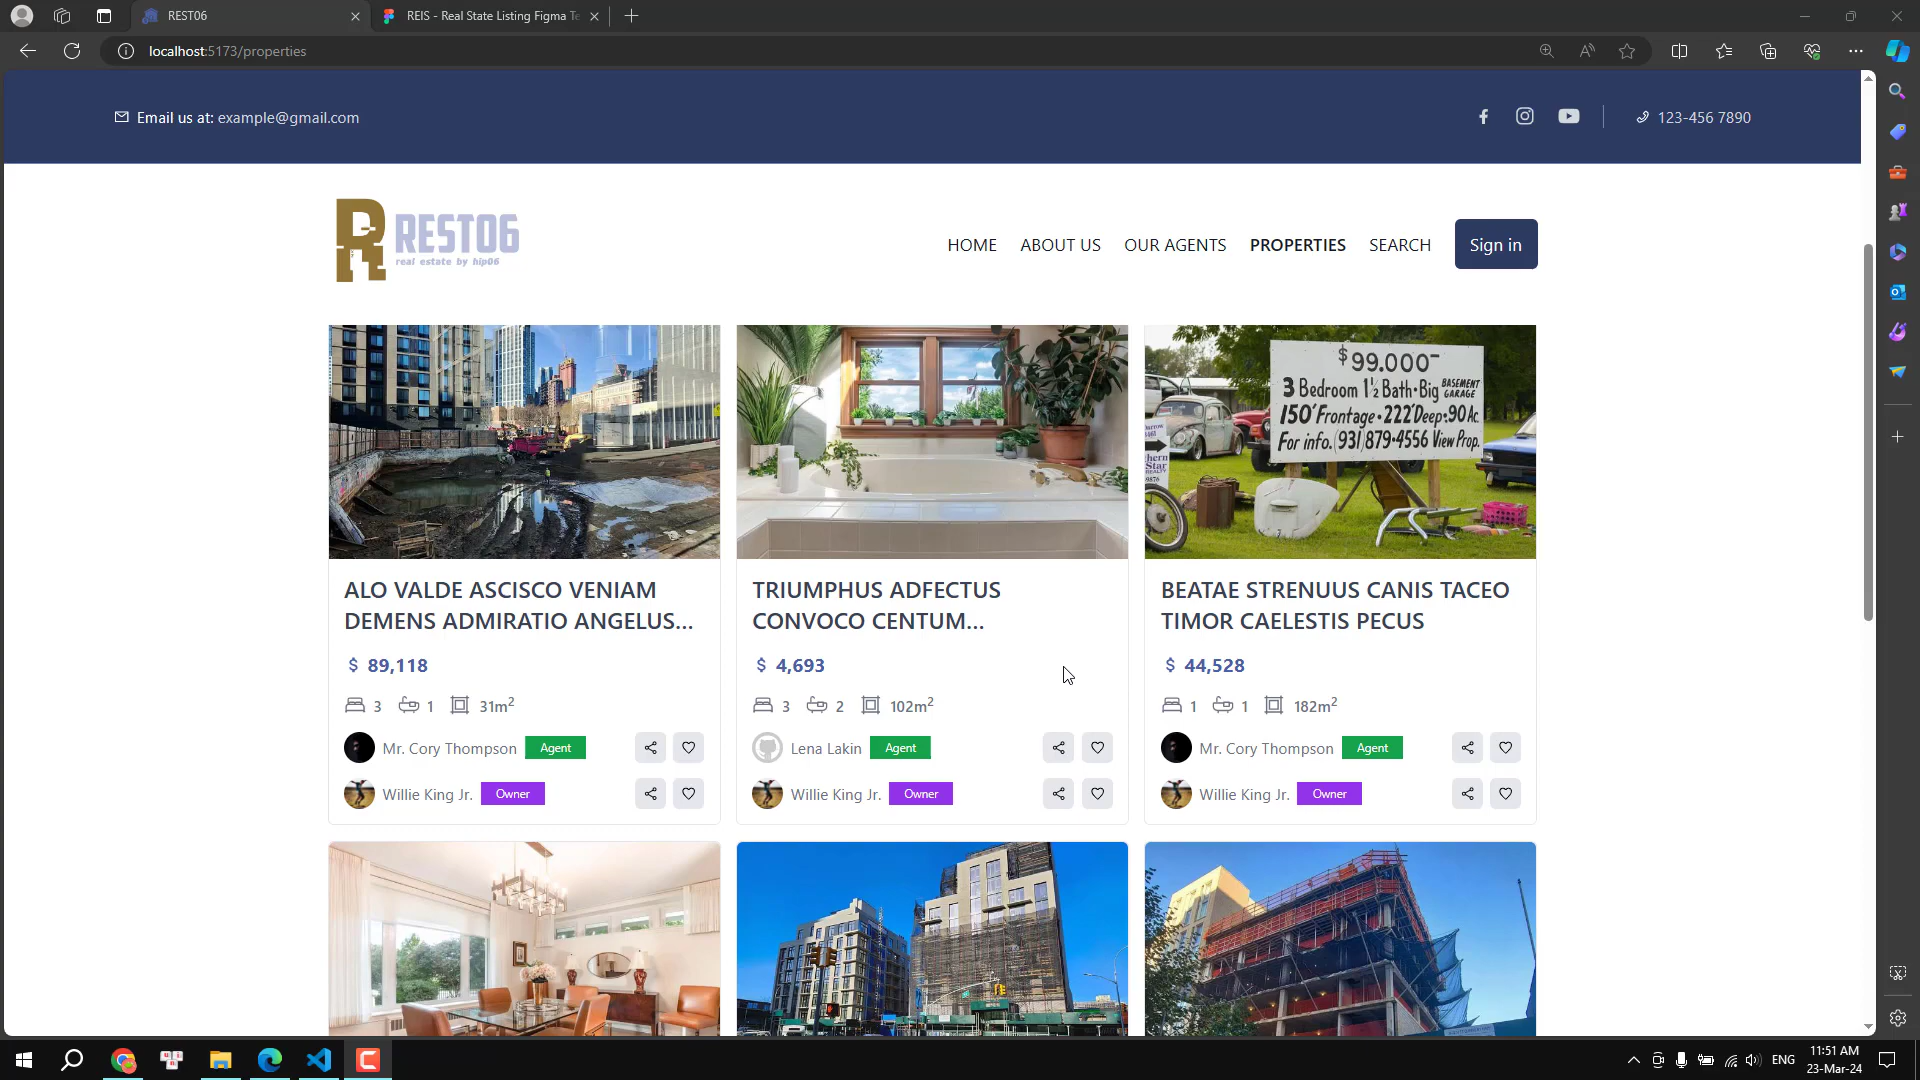 REST06
REIS - Real State Listing Figma Te
localhost:5173/properties
Email us at: example@gmail.com
123-456 7890
REST06
real estate by hip06
HOME
ABOUT US
OUR AGENTS
PROPERTIES
SEARCH
Sign in
$99.000-
3 Bedroom 1½ Bath•Big BASEMENT GARAGE
150' Frontage•222' Deep•.90 Ac.
For info. (931) 879-4556 View Prop.
ALO VALDE ASCISCO VENIAM
DEMENS ADMIRATIO ANGELUS...
$ 89,118
3 1 31m²
Mr. Cory Thompson Agent
Willie King Jr. Owner
TRIUMPHUS ADFECTUS
CONVOCO CENTUM...
$ 4,693
3 2 102m²
Lena Lakin Agent
Willie King Jr. Owner
BEATAE STRENUUS CANIS TACEO
TIMOR CAELESTIS PECUS
$ 44,528
1 1 182m²
Mr. Cory Thompson Agent
Willie King Jr. Owner
ENG
11:51 AM
23-Mar-24